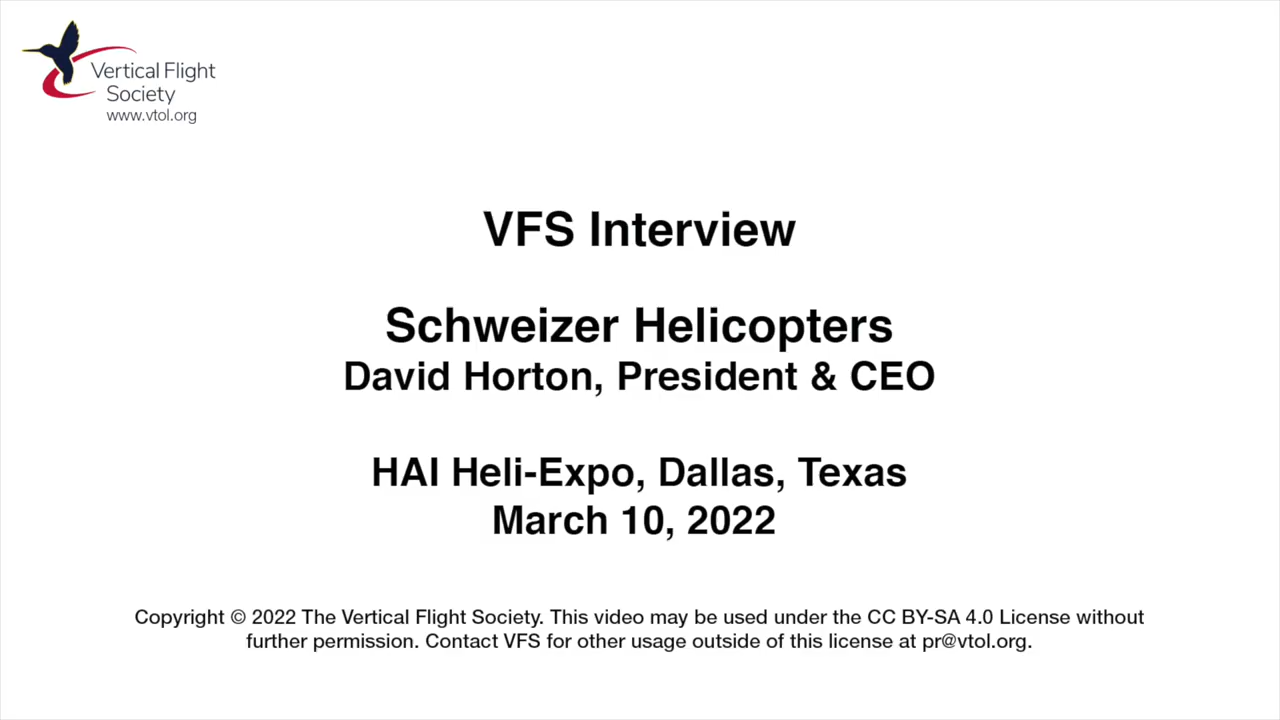 Vertical Flight
Society
www.vtol.org
VFS Interview
Schweizer Helicopters
David Horton, President & CEO
HAI Heli-Expo, Dallas, Texas
March 10, 2022
Copyright © 2022 The Vertical Flight Society. This video may be used under the CC BY-SA 4.0 License without
further permission. Contact VFS for other usage outside of this license at pr@vtol.org.